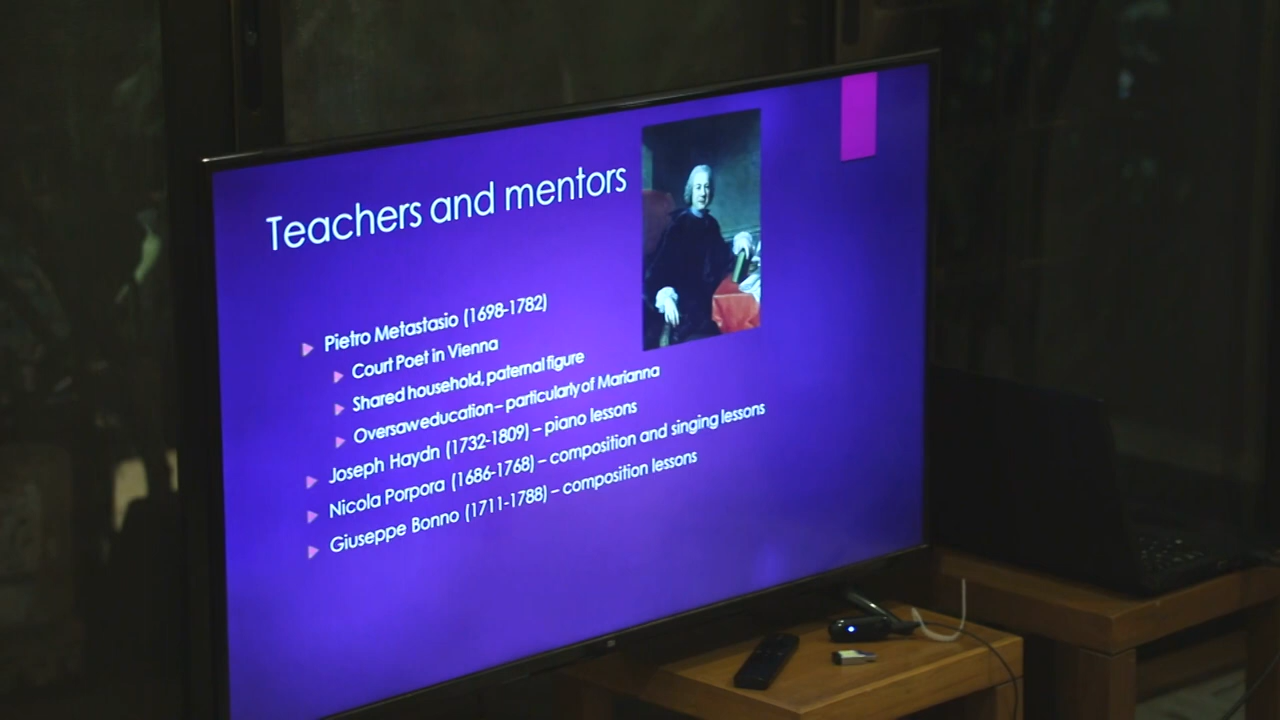 Teachers and mentors
Pietro Metastasio (1698-1782)
Court Poet in Vienna
Shared household, paternal figure
Oversaw education – particularly of Marianna
Joseph Haydn (1732-1809) – piano lessons
Nicola Porpora (1686-1768) – composition and singing lessons
Giuseppe Bonno (1711-1788) – composition lessons